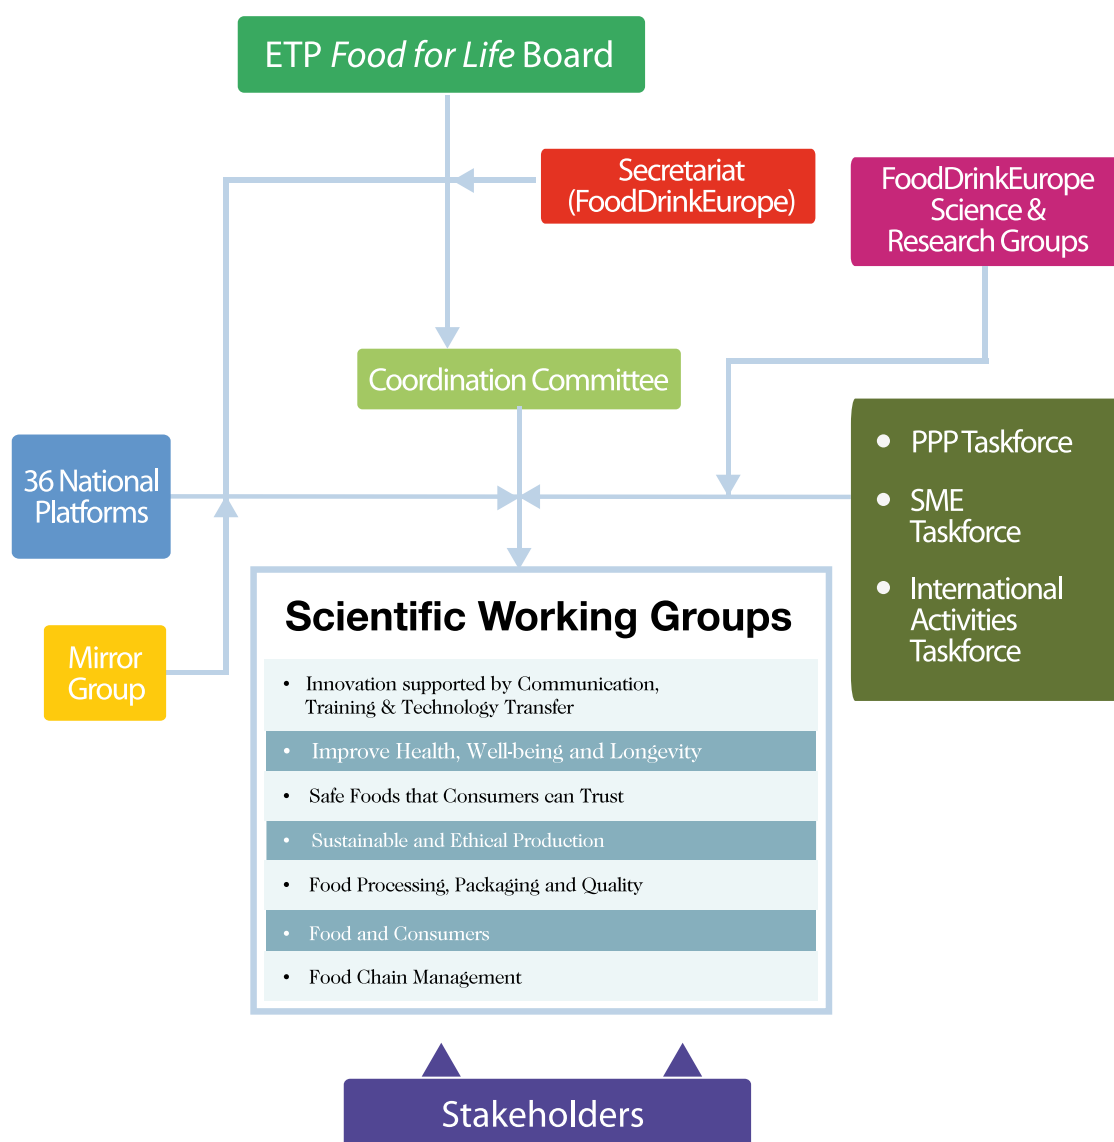 ETP Food for Life Board
Secretariat
(FoodDrinkEurope)
FoodDrinkEurope
Science &
Research Groups
Coordination Committee
36 National
Platforms
• PPP Taskforce
• SME
Taskforce
• International
Activities
Taskforce
Mirror
Group
Scientific Working Groups
• Innovation supported by Communication,
Training & Technology Transfer
• Improve Health, Well-being and Longevity
• Safe Foods that Consumers can Trust
• Sustainable and Ethical Production
• Food Processing, Packaging and Quality
• Food and Consumers
• Food Chain Management
Stakeholders